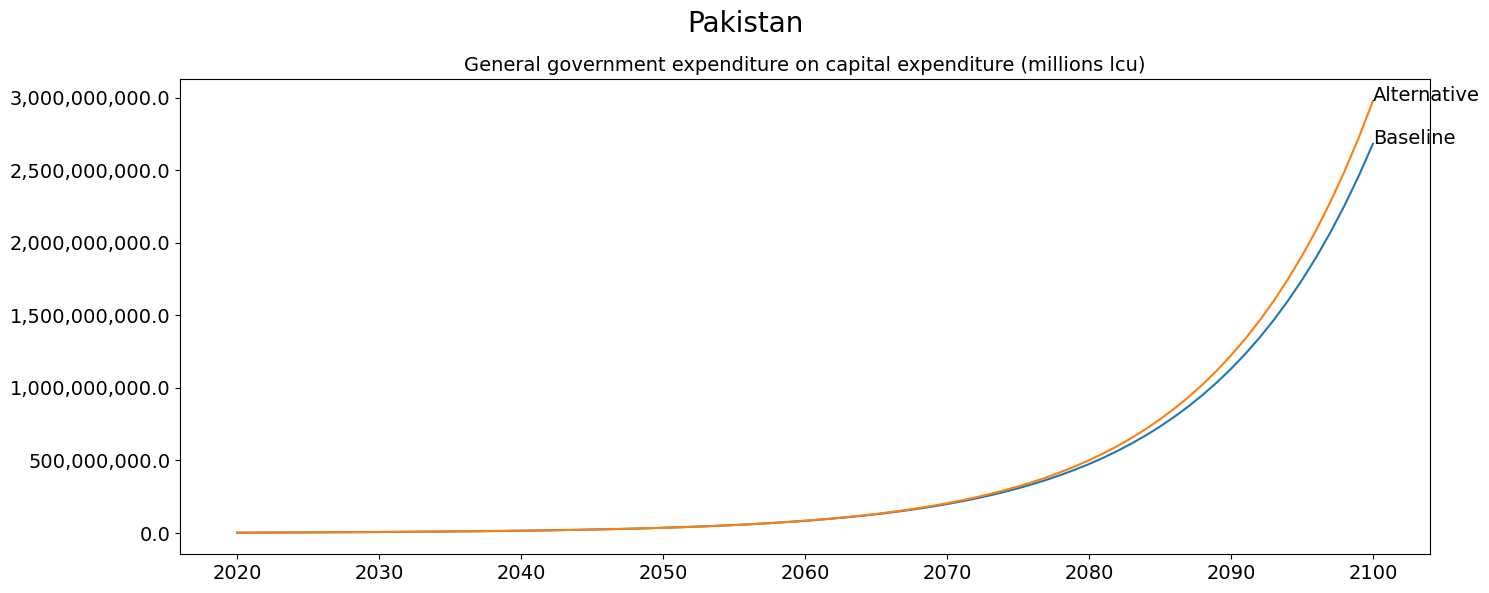 Pakistan
General government expenditure on capital expenditure (millions lcu)
3,000,000,000.0
2,500,000,000.0
2,000,000,000.0
1,500,000,000.0
1,000,000,000.0
500,000,000.0
0.0
Alternative
Baseline
2020 2030 2040 2050 2060 2070 2080 2090 2100